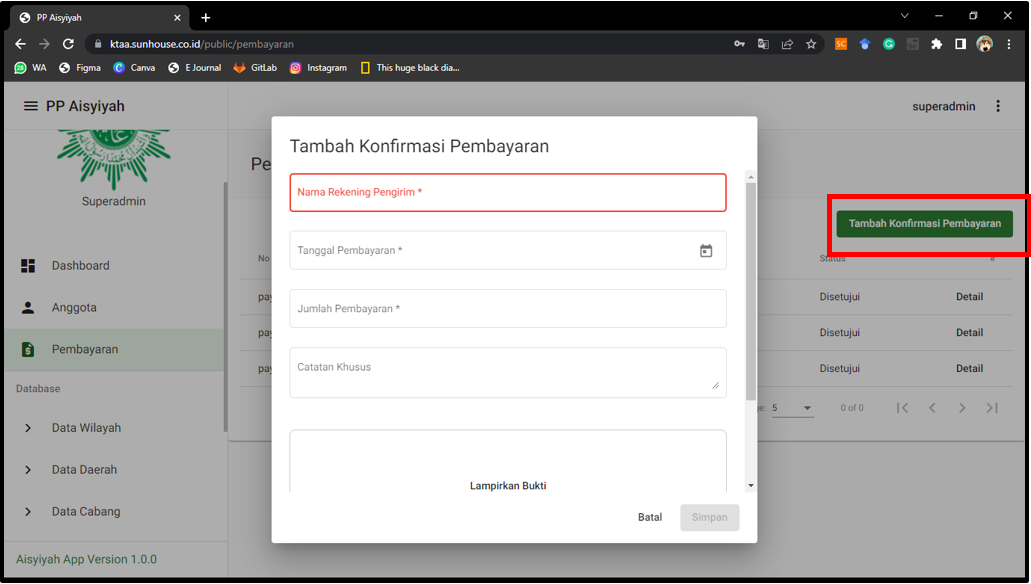 PP Aisyiyah
ktaa.sunhouse.co.id/public/pembayaran
SC
28 WA
Figma
Canva
E Journal
GitLab
Instagram
This huge black dia...
PP Aisyiyah
superadmin
Superadmin
Dashboard
Anggota
Pembayaran
Database
Data Wilayah
Data Daerah
Data Cabang
Aisyiyah App Version 1.0.0
Pe
Tambah Konfirmasi Pembayaran
No
Status
#
pay
Disetujui
Detail
pay
Disetujui
Detail
pay
Disetujui
Detail
ge: 5
0 of 0
Tambah Konfirmasi Pembayaran
Nama Rekening Pengirim *
Tanggal Pembayaran *
Jumlah Pembayaran *
Catatan Khusus
Lampirkan Bukti
Batal
Simpan